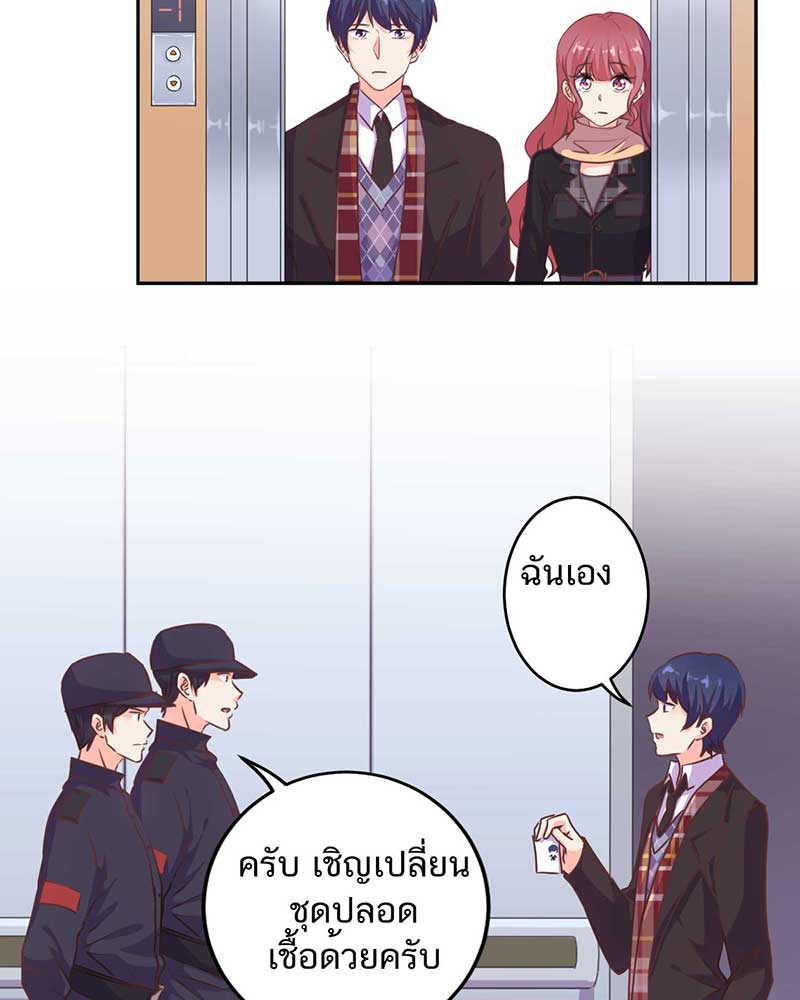 -1
ฉันเอง
ครับ เชิญเปลี่ยน
ชุดปลอด
เชื้อด้วยครับ